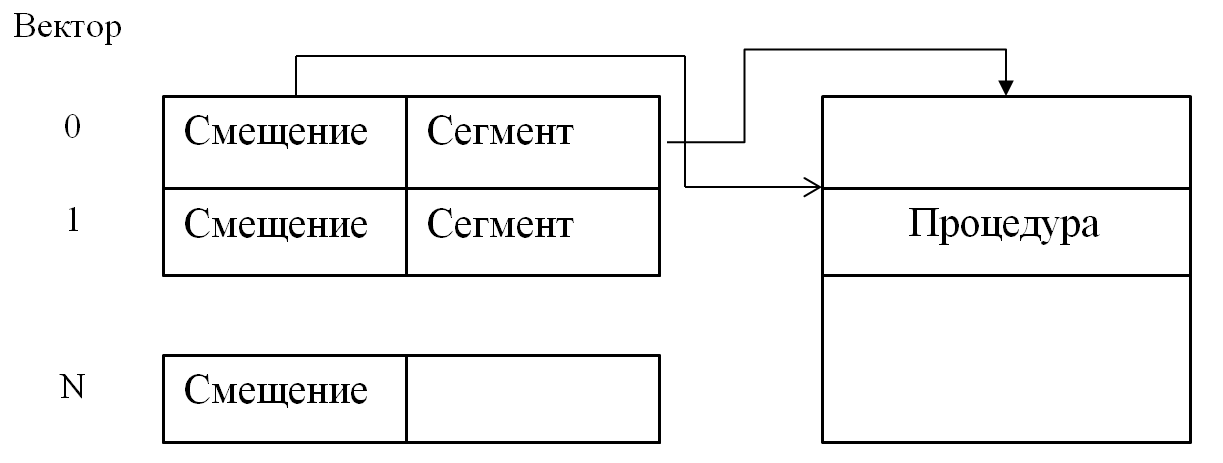 Вектор
0 Смещение Сегмент
1 Смещение Сегмент Процедура
N Смещение